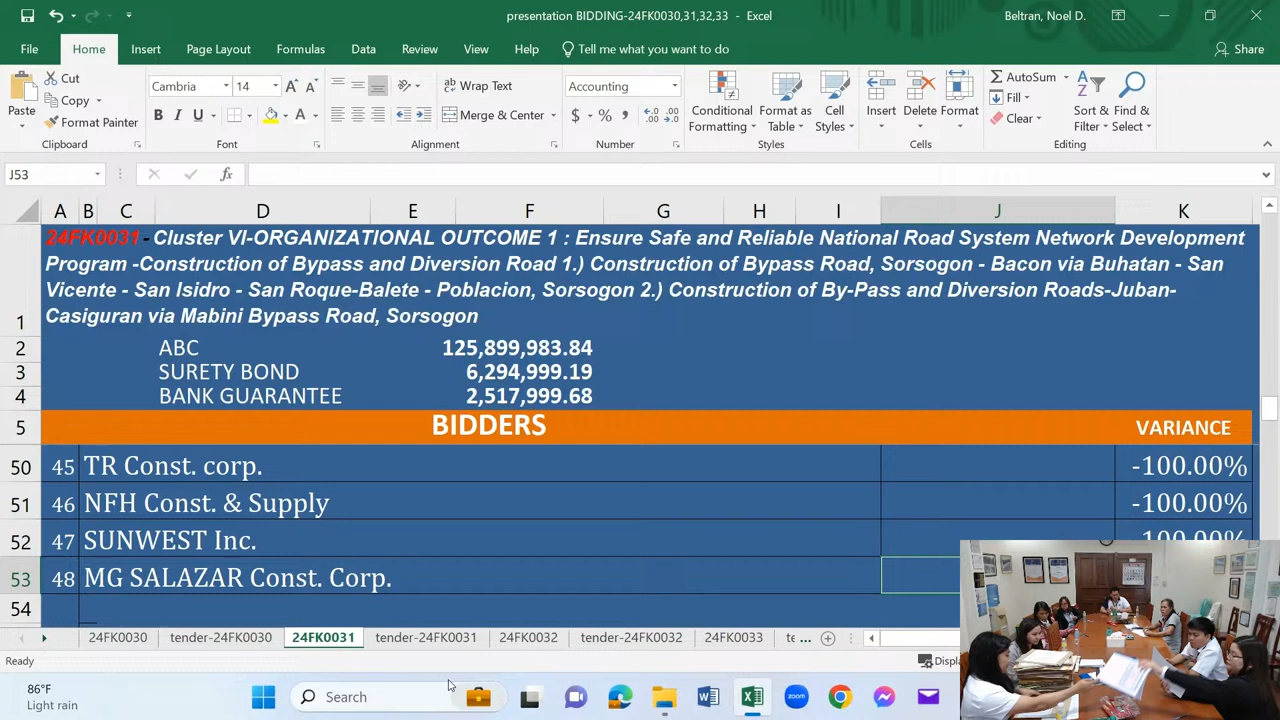 presentation BIDDING-24FK0030,31,32,33 - Excel
Beltran, Noel D.
File Home Insert Page Layout Formulas Data Review View Help Tell me what you want to do Share
Cut
Copy
Format Painter
Paste
Clipboard
Cambria 14
B I U
Font
Wrap Text
Merge & Center
Alignment
Accounting
$ % ,
Number
Conditional Formatting
Format as Table
Cell Styles
Styles
Insert Delete Format
Cells
AutoSum
Fill
Clear
Sort & Filter
Find & Select
Editing
J53
fx
A B C D E F G H I J K
1
24FK0031 - Cluster VI-ORGANIZATIONAL OUTCOME 1 : Ensure Safe and Reliable National Road System Network Development
Program -Construction of Bypass and Diversion Road 1.) Construction of Bypass Road, Sorsogon - Bacon via Buhatan - San
Vicente - San Isidro - San Roque-Balete - Poblacion, Sorsogon 2.) Construction of By-Pass and Diversion Roads-Juban-
Casiguran via Mabini Bypass Road, Sorsogon
2 ABC 125,899,983.84
3 SURETY BOND 6,294,999.19
4 BANK GUARANTEE 2,517,999.68
5 BIDDERS VARIANCE
50 45 TR Const. corp. -100.00%
51 46 NFH Const. & Supply -100.00%
52 47 SUNWEST Inc. -100.00%
53 48 MG SALAZAR Const. Corp.
54
24FK0030 tender-24FK0030 24FK0031 tender-24FK0031 24FK0032 tender-24FK0032 24FK0033 te ...
Ready
86°F
Light rain
Search